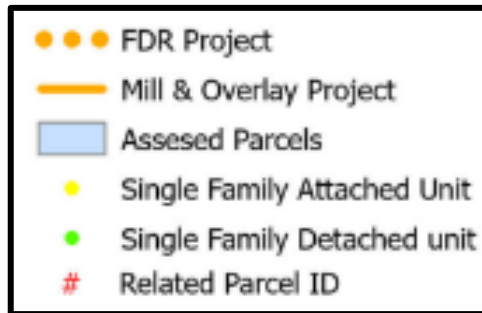 FDR Project
Mill & Overlay Project
Assesed Parcels
Single Family Attached Unit
Single Family Detached unit
# Related Parcel ID